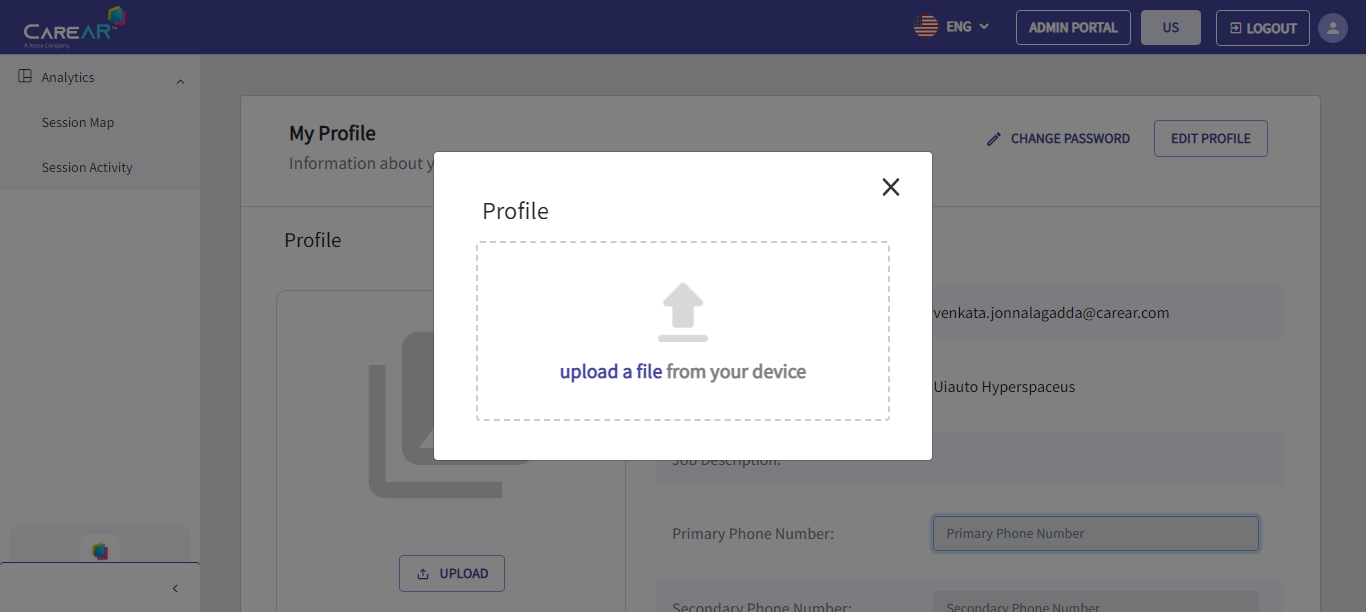 CAREAR™
A Xerox Company
ENG
ADMIN PORTAL
US
LOGOUT
Analytics
Session Map
Session Activity
My Profile
Information about y
CHANGE PASSWORD
EDIT PROFILE
Profile
Profile
upload a file from your device
venkata.jonnalagadda@carear.com
Uiauto Hyperspaceus
Job Description:
Primary Phone Number:
Primary Phone Number
UPLOAD
Secondary Phone Number:
Secondary Phone Number